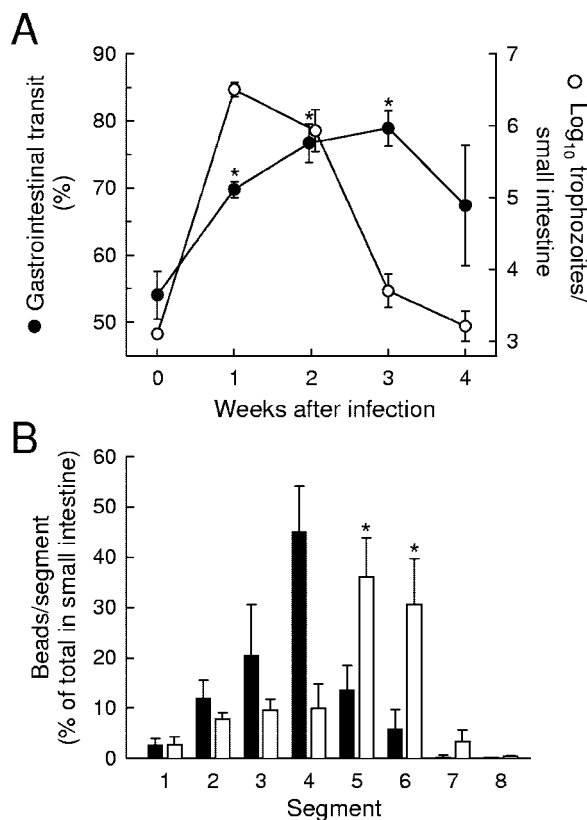 A
90
80
70
60
50
7
6
5
4
3
● Gastrointestinal transit
(%)
○ Log10 trophozoites/
small intestine
*
*
*
0 1 2 3 4
Weeks after infection
B
60
50
40
30
20
10
0
Beads/segment
(% of total in small intestine)
*
*
1 2 3 4 5 6 7 8
Segment